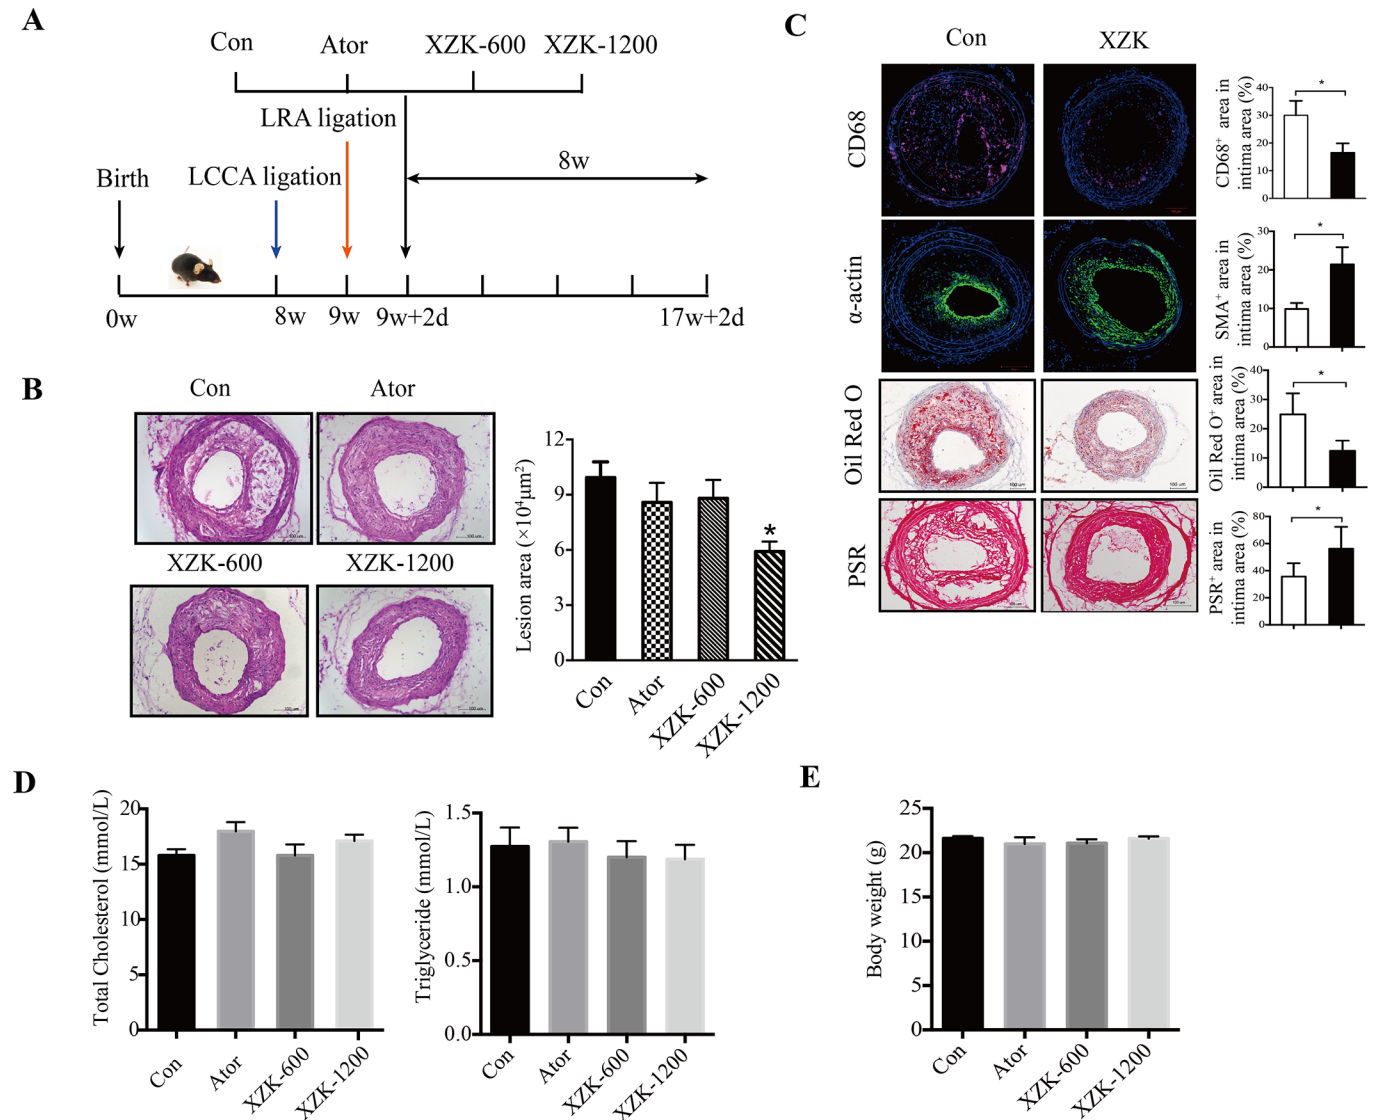 A
Con
Ator
XZK-600
XZK-1200
LRA ligation
8w
Birth
LCCA ligation
0w
8w
9w
9w+2d
17w+2d
B
Con
Ator
XZK-600
XZK-1200
Lesion area (×10⁴μm²)
12
9
6
3
0
*
Con
Ator
XZK-600
XZK-1200
C
Con
XZK
CD68
CD68⁺ area in
intima area (%)
40
30
20
10
0
*
α-actin
SMA⁺ area in
intima area (%)
30
20
10
0
*
Oil Red O
100 μm
100 μm
Oil Red O⁺ area in
intima area (%)
40
30
20
10
0
*
PSR
PSR⁺ area in
intima area (%)
80
60
40
20
0
*
D
Total Cholesterol (mmol/L)
20
15
10
5
0
Con
Ator
XZK-600
XZK-1200
Triglyceride (mmol/L)
1.5
1.0
0.5
0.0
Con
Ator
XZK-600
XZK-1200
E
Body weight (g)
25
20
15
10
5
0
Con
Ator
XZK-600
XZK-1200